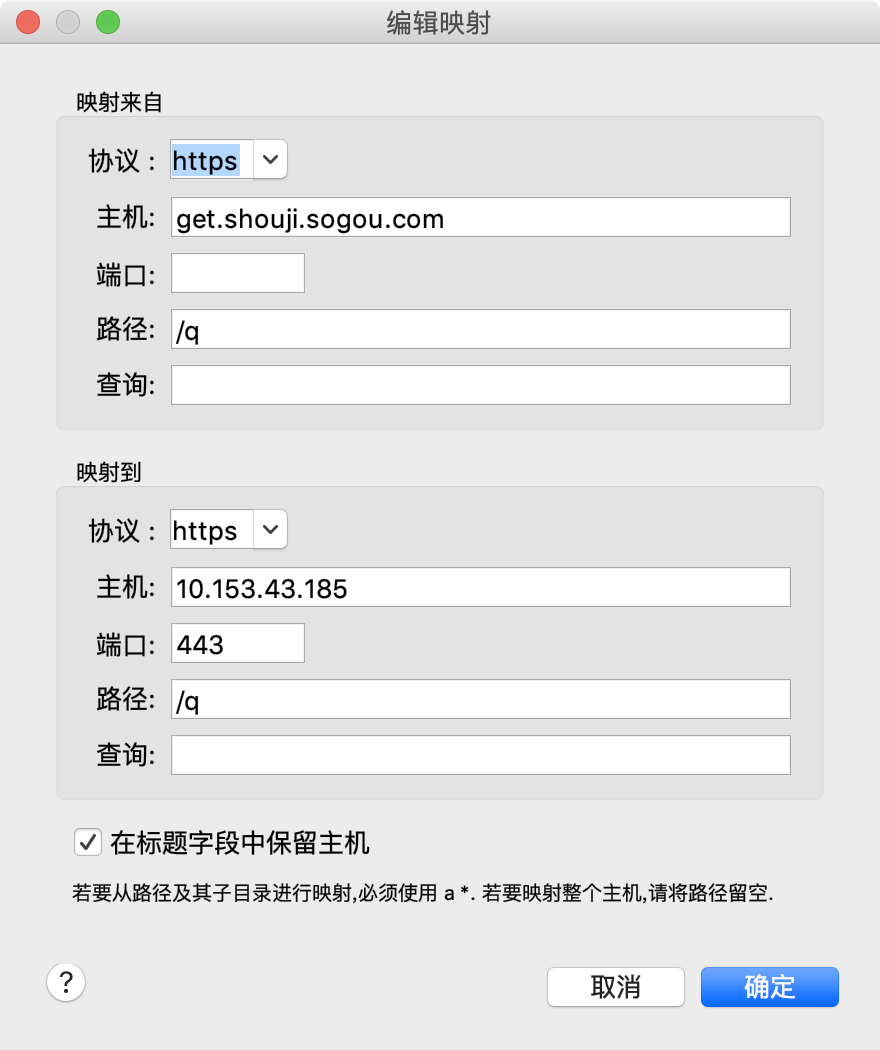 编辑映射
映射来自
协议： https
主机: get.shouji.sogou.com
端口:
路径: /q
查询:
映射到
协议： https
主机: 10.153.43.185
端口: 443
路径: /q
查询:
在标题字段中保留主机
若要从路径及其子目录进行映射,必须使用 a *. 若要映射整个主机,请将路径留空.
? 取消 确定